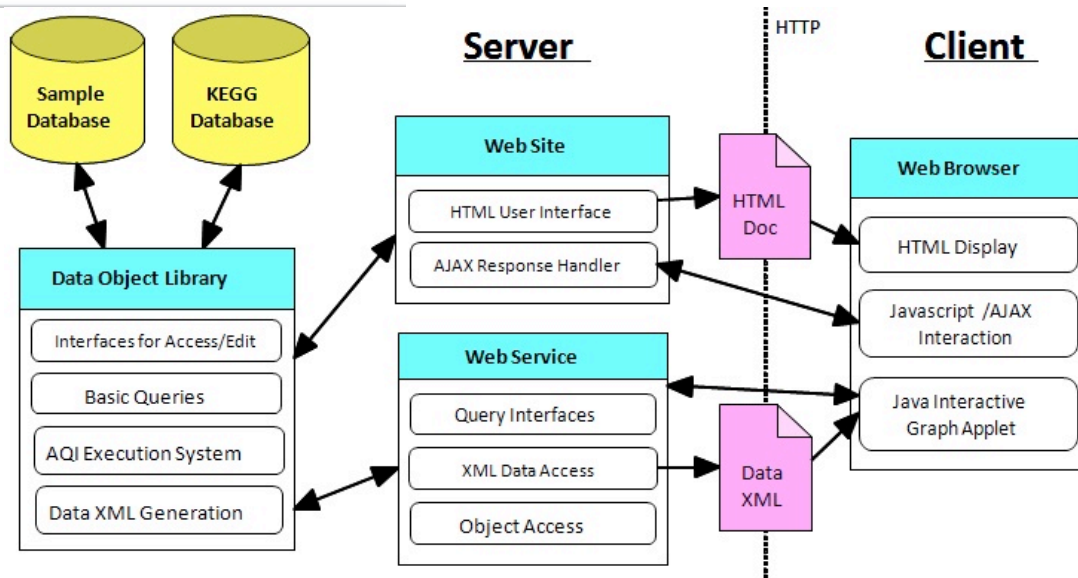 Server
HTTP
Client
Sample
Database
KEGG
Database
Web Site
HTML User Interface
AJAX Response Handler
HTML
Doc
Web Browser
HTML Display
Javascript /AJAX
Interaction
Java Interactive
Graph Applet
Data Object Library
Interfaces for Access/Edit
Basic Queries
AQI Execution System
Data XML Generation
Web Service
Query Interfaces
XML Data Access
Object Access
Data
XML